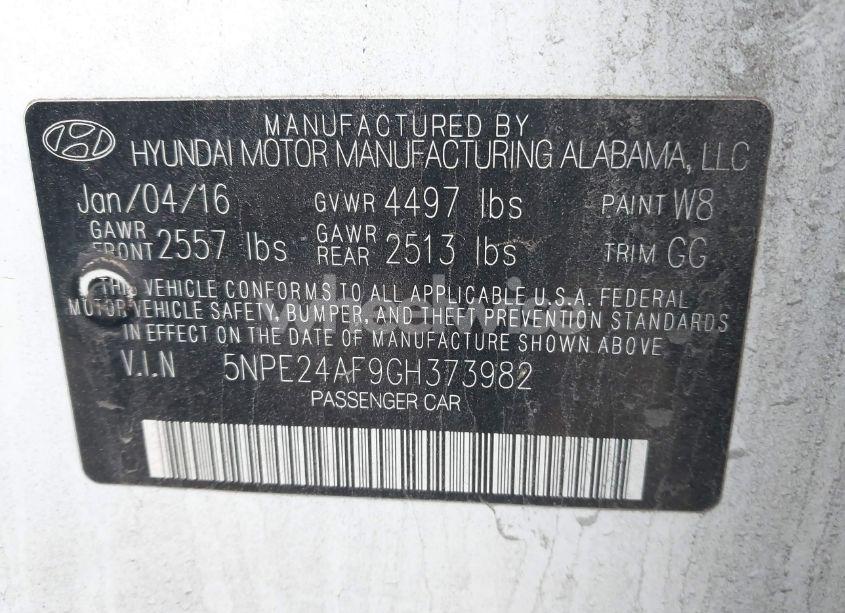 MANUFACTURED BY
HYUNDAI MOTOR MANUFACTURING ALABAMA, LLC
Jan/04/16 GVWR 4497 lbs PAINT W8
GAWR FRONT 2557 lbs GAWR REAR 2513 lbs TRIM GG
THIS VEHICLE CONFORMS TO ALL APPLICABLE U.S.A. FEDERAL
MOTOR VEHICLE SAFETY, BUMPER, AND THEFT PREVENTION STANDARDS
IN EFFECT ON THE DATE OF MANUFACTURE SHOWN ABOVE.
V.I.N 5NPE24AF9GH373982
PASSENGER CAR